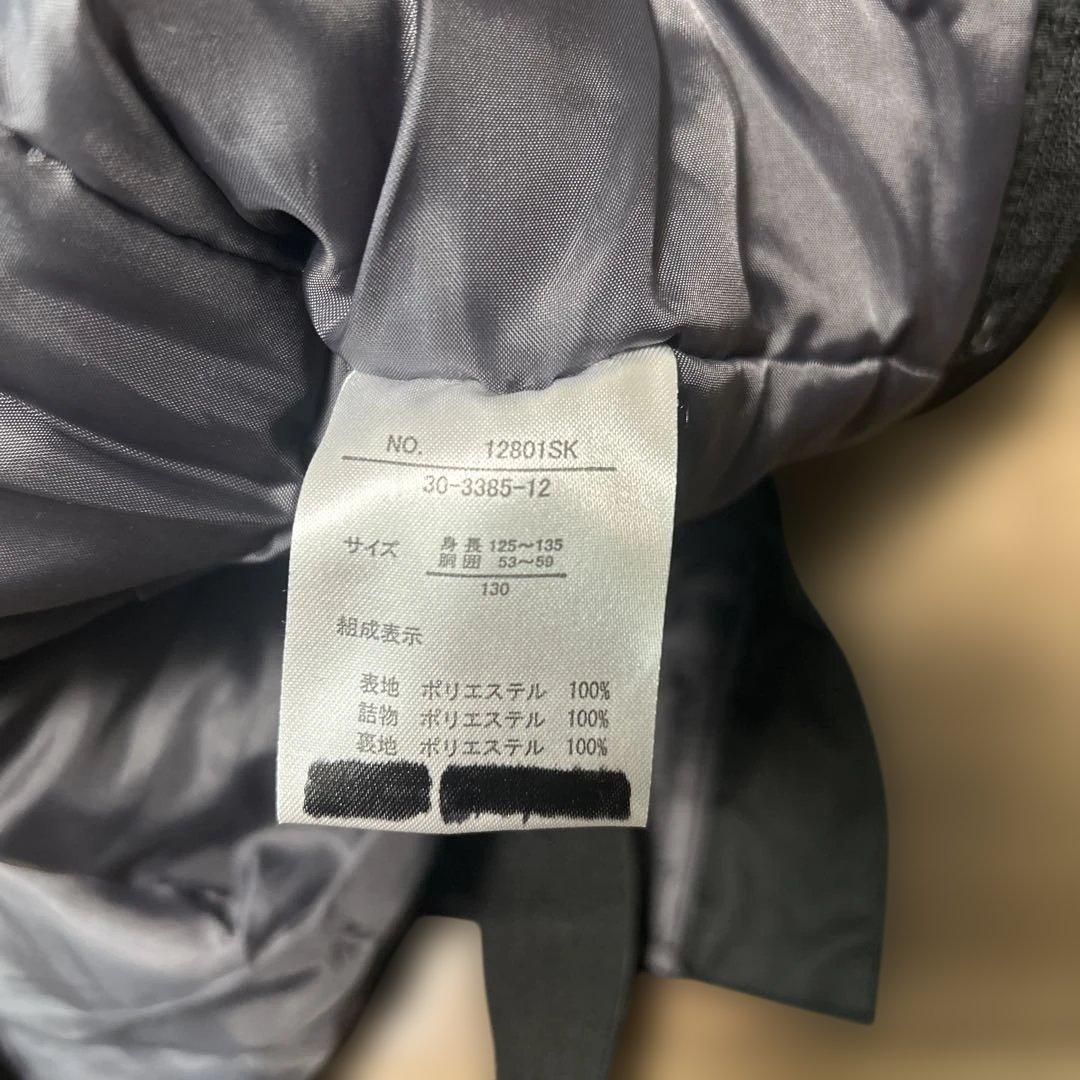 NO. 12801SK
30-3385-12
サイズ 身長 125〜135
胴囲 53〜59
130
組成表示
表地 ポリエステル 100%
詰物 ポリエステル 100%
裏地 ポリエステル 100%